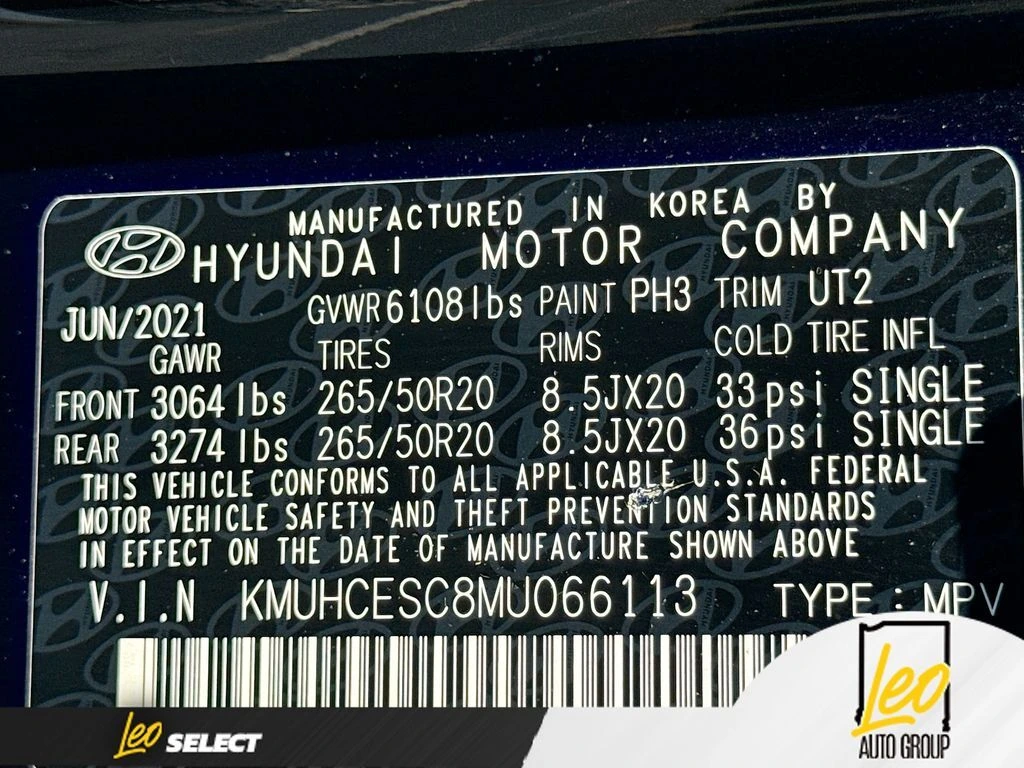 MANUFACTURED IN KOREA BY
HYUNDAI MOTOR COMPANY
JUN/2021 GVWR 6108 lbs PAINT PH3 TRIM UT2
GAWR TIRES RIMS COLD TIRE INFL
FRONT 3064 lbs 265/50R20 8.5JX20 33psi SINGLE
REAR 3274 lbs 265/50R20 8.5JX20 36psi SINGLE
THIS VEHICLE CONFORMS TO ALL APPLICABLE U.S.A. FEDERAL
MOTOR VEHICLE SAFETY AND THEFT PREVENTION STANDARDS
IN EFFECT ON THE DATE OF MANUFACTURE SHOWN ABOVE
V.I.N KMUHCESC8MU066113 TYPE : MPV
Leo SELECT
Leo
AUTO GROUP